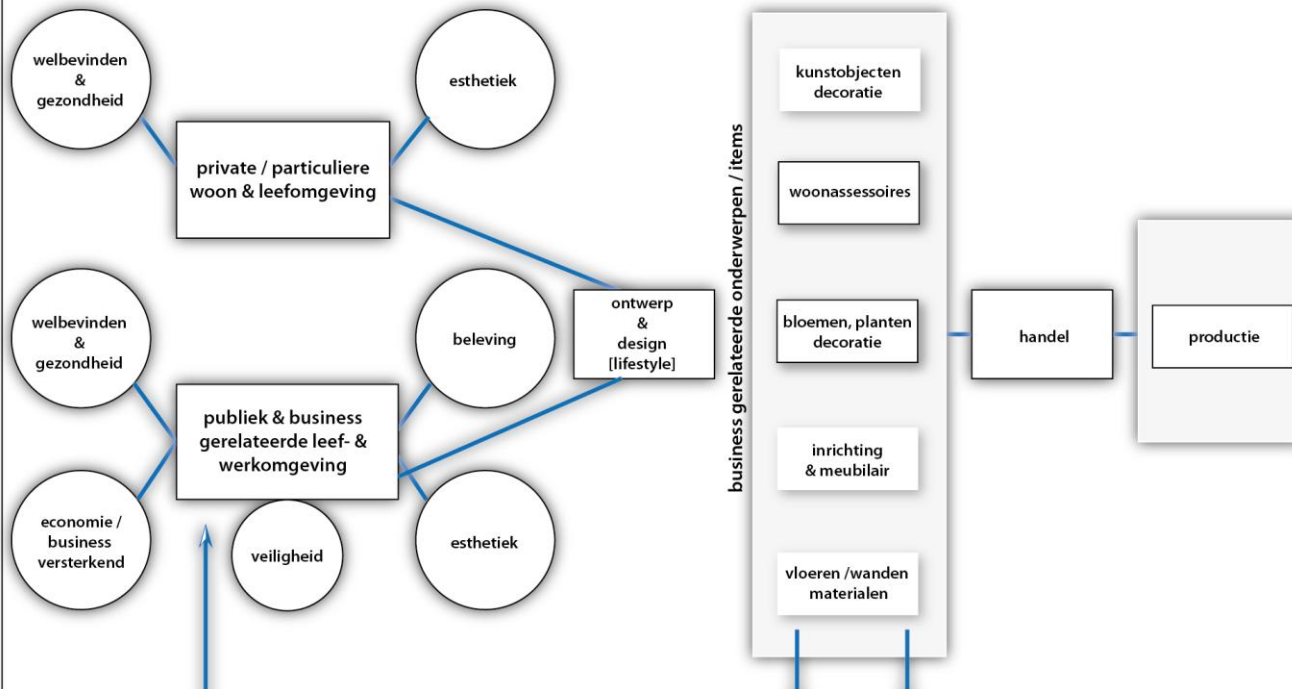 welbevinden
&
gezondheid
esthetiek
private / particuliere
woon & leefomgeving
welbevinden
&
gezondheid
beleving
publiek & business
gerelateerde leef- &
werkomgeving
economie /
business
versterkend
veiligheid
esthetiek
ontwerp
&
design
[lifestyle]
business gerelateerde onderwerpen / items
kunstobjecten
decoratie
woonassessoires
bloemen, planten
decoratie
inrichting
& meubilair
vloeren /wanden
materialen
handel
productie